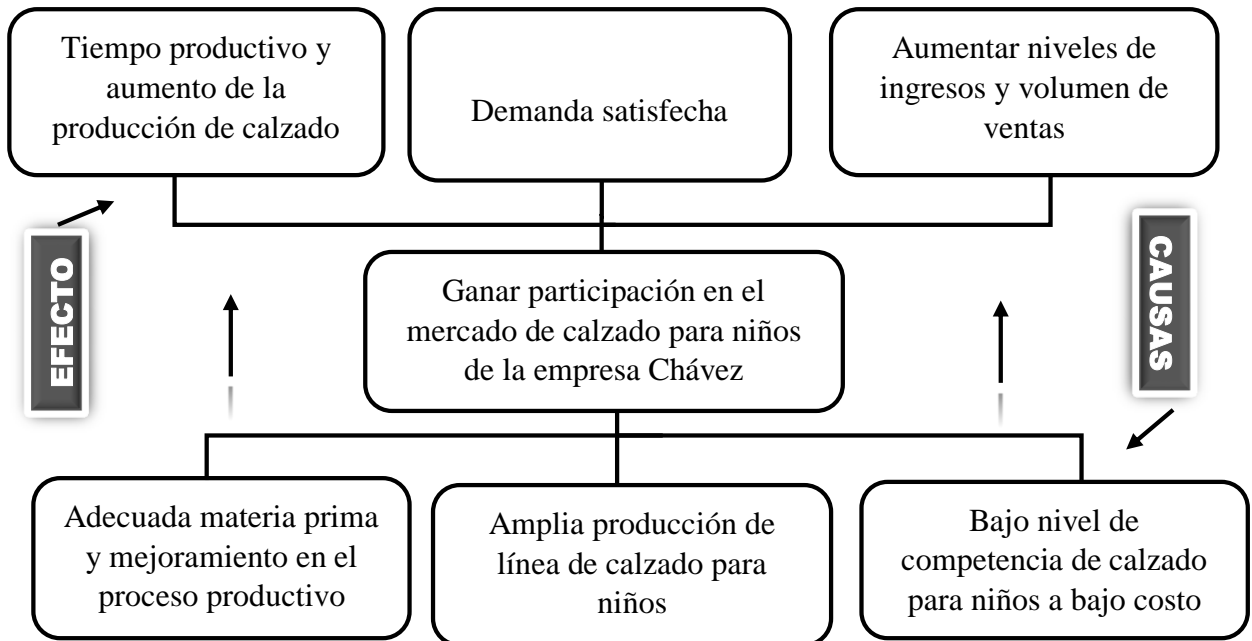 Tiempo productivo y
aumento de la
producción de calzado
Demanda satisfecha
Aumentar niveles de
ingresos y volumen de
ventas
EFECTO
Ganar participación en el
mercado de calzado para niños
de la empresa Chávez
CAUSAS
Adecuada materia prima
y mejoramiento en el
proceso productivo
Amplia producción de
línea de calzado para
niños
Bajo nivel de
competencia de calzado
para niños a bajo costo